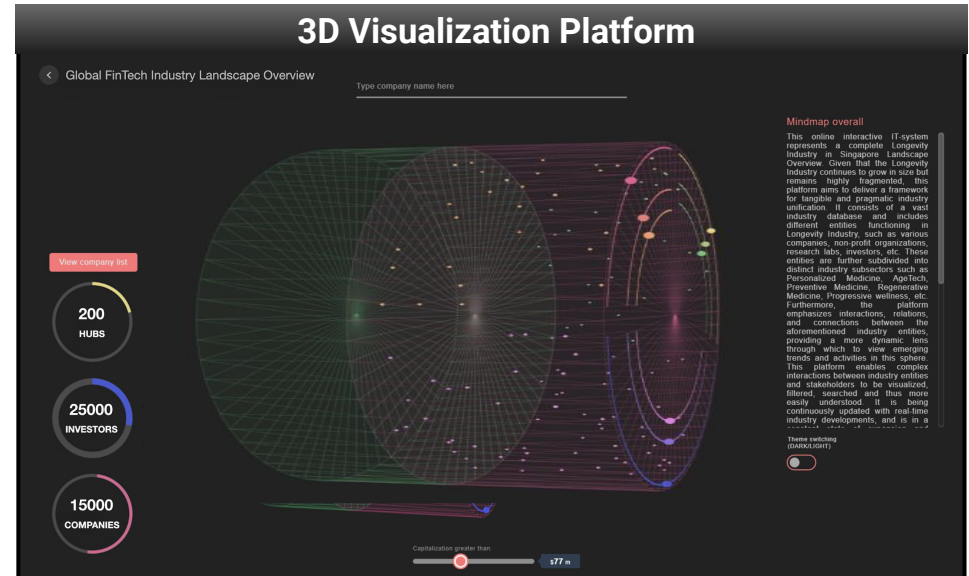 3D Visualization Platform
Global FinTech Industry Landscape Overview
Type company name here
Mindmap overall
This online interactive IT-system
represents a complete Longevity
Industry in Singapore Landscape
Overview. Given that the Longevity
Industry continues to grow in size but
remains highly fragmented, this
platform aims to deliver a framework
for tangible and pragmatic industry
unification. It consists of a vast
industry database and includes
different entities functioning in
Longevity Industry, such as various
companies, non-profit organizations,
research labs, investors, etc. These
entities are further subdivided into
distinct industry subsectors such as
Personalized Medicine, AgeTech,
Preventive Medicine, Regenerative
Medicine, Progressive wellness, etc.
Furthermore, the platform
emphasizes interactions, relations,
and connections between the
aforementioned industry entities,
providing a more dynamic lens
through which to view emerging
trends and activities in this sphere.
This platform enables complex
interactions between industry entities
and stakeholders to be visualized,
filtered, searched and thus more
easily understood. It is being
continuously updated with real-time
industry developments, and is in a
constant state of expansion and
Theme switching
(DARK/LIGHT)
View company list
200
HUBS
25000
INVESTORS
15000
COMPANIES
Capitalization greater than:
$77 m